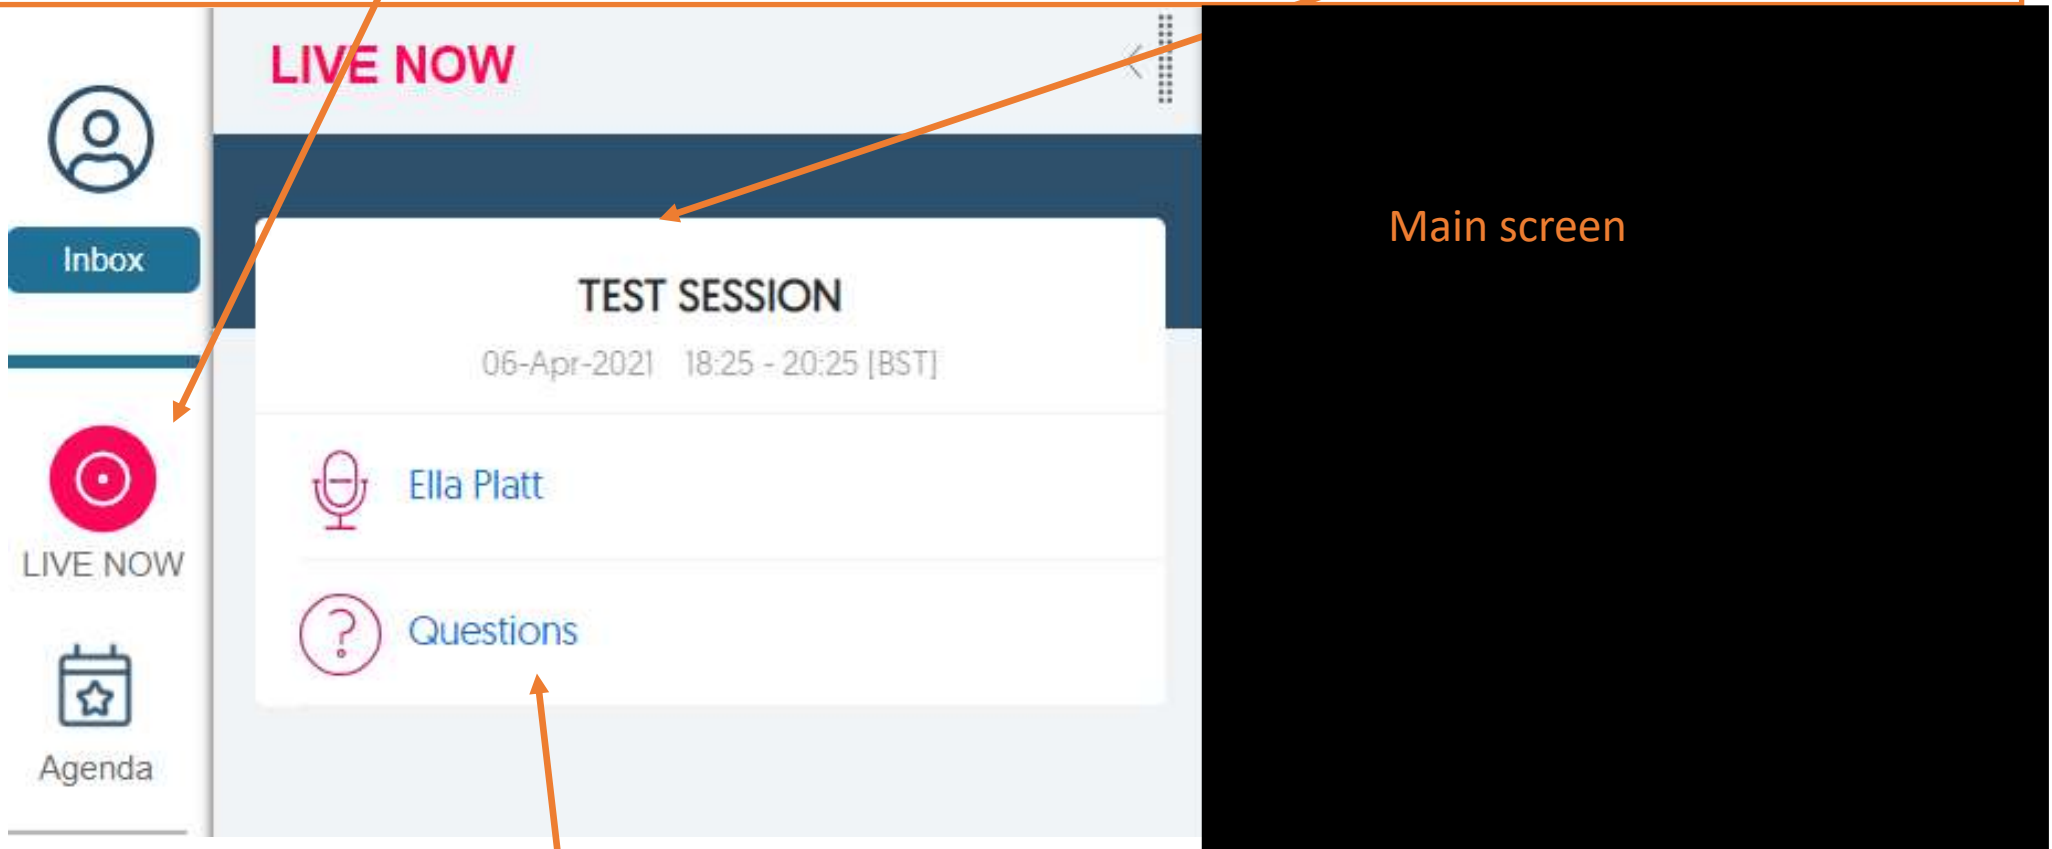 LIVE NOW
Inbox
TEST SESSION
06-Apr-2021 18:25 - 20:25 [BST]
Ella Platt
Questions
LIVE NOW
Agenda
Main screen